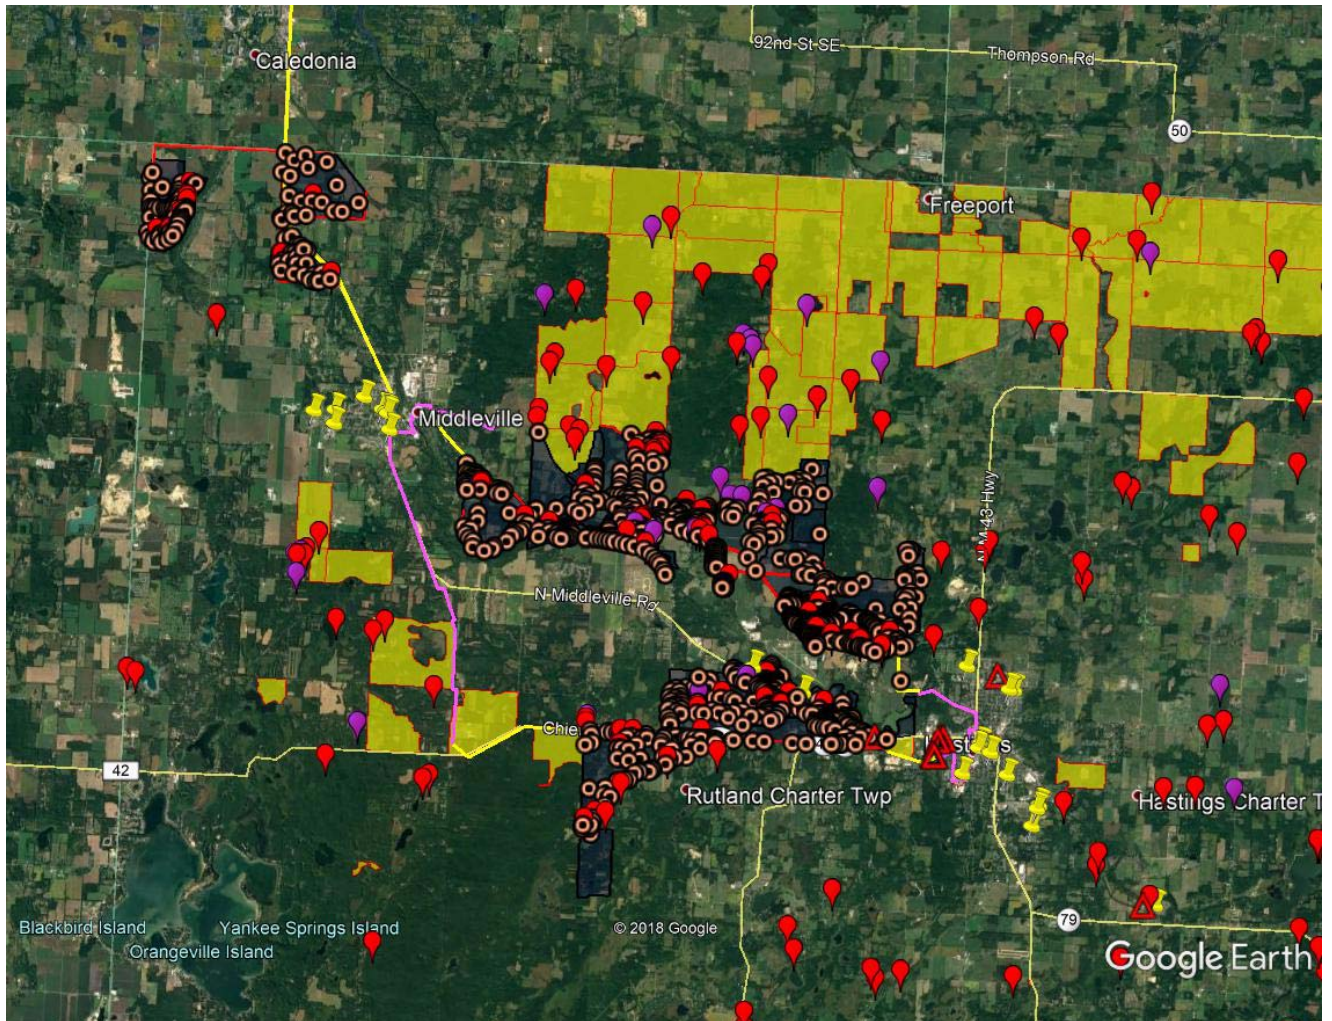 92nd St SE
Thompson Rd
Caledonia
50
Freeport
Middleville
N M 43 Hwy
N Middleville Rd
Chie
42
Rutland Charter Twp
Hastings Charter T
79
Blackbird Island
Yankee Springs Island
Orangeville Island
© 2018 Google
Google Earth